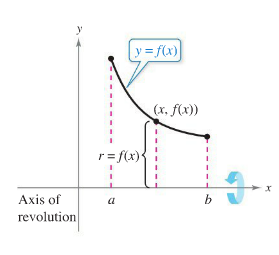 y
y = f(x)
(x, f(x))
r = f(x)
x
Axis of
revolution
a
b